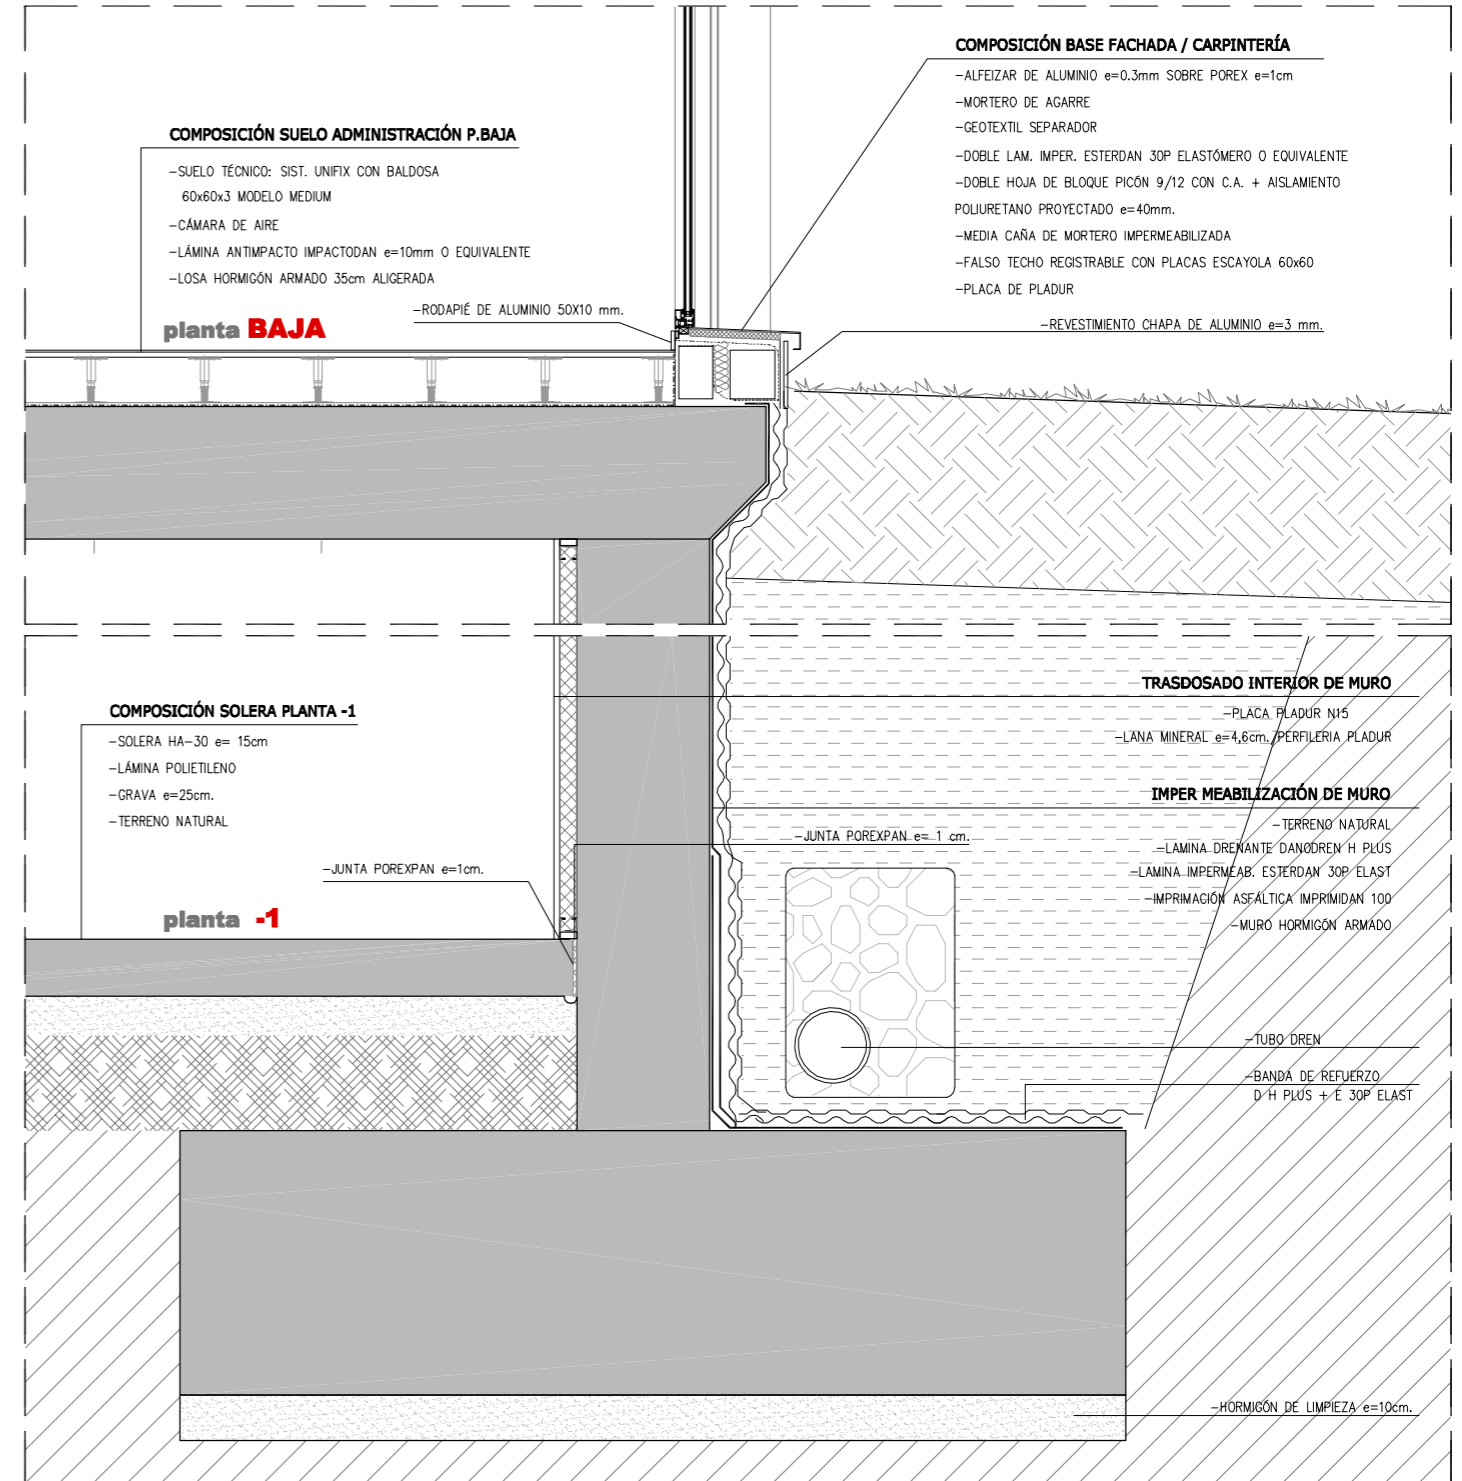 COMPOSICIÓN SUELO ADMINISTRACIÓN P.BAJA
-SUELO TÉCNICO: SIST. UNIFIX CON BALDOSA
60x60x3 MODELO MEDIUM
-CÁMARA DE AIRE
-LÁMINA ANTIMPACTO IMPACTODAN e=10mm O EQUIVALENTE
-LOSA HORMIGÓN ARMADO 35cm ALIGERADA
planta BAJA
-RODAPIÉ DE ALUMINIO 50X10 mm.
COMPOSICIÓN BASE FACHADA / CARPINTERÍA
-ALFEIZAR DE ALUMINIO e=0.3mm SOBRE POREX e=1cm
-MORTERO DE AGARRE
-GEOTEXTIL SEPARADOR
-DOBLE LAM. IMPER. ESTERDAN 30P ELASTÓMERO O EQUIVALENTE
-DOBLE HOJA DE BLOQUE PICÓN 9/12 CON C.A. + AISLAMIENTO
POLIURETANO PROYECTADO e=40mm.
-MEDIA CAÑA DE MORTERO IMPERMEABILIZADA
-FALSO TECHO REGISTRABLE CON PLACAS ESCAYOLA 60x60
-PLACA DE PLADUR
-REVESTIMIENTO CHAPA DE ALUMINIO e=3 mm.
COMPOSICIÓN SOLERA PLANTA -1
-SOLERA HA-30 e= 15cm
-LÁMINA POLIETILENO
-GRAVA e=25cm.
-TERRENO NATURAL
-JUNTA POREXPAN e=1cm.
planta -1
TRASDOSADO INTERIOR DE MURO
-PLACA PLADUR N15
-LANA MINERAL e=4,6cm./PERFILERIA PLADUR
IMPER MEABILIZACIÓN DE MURO
-TERRENO NATURAL
-LAMINA DRENANTE DANODREN H PLUS
-LAMINA IMPERMEAB. ESTERDAN 30P ELAST
-IMPRIMACIÓN ASFÁLTICA IMPRIMIDAN 100
-MURO HORMIGÓN ARMADO
-JUNTA POREXPAN e= 1 cm.
-TUBO DREN
-BANDA DE REFUERZO
D H PLUS + E 30P ELAST
-HORMIGÓN DE LIMPIEZA e=10cm.